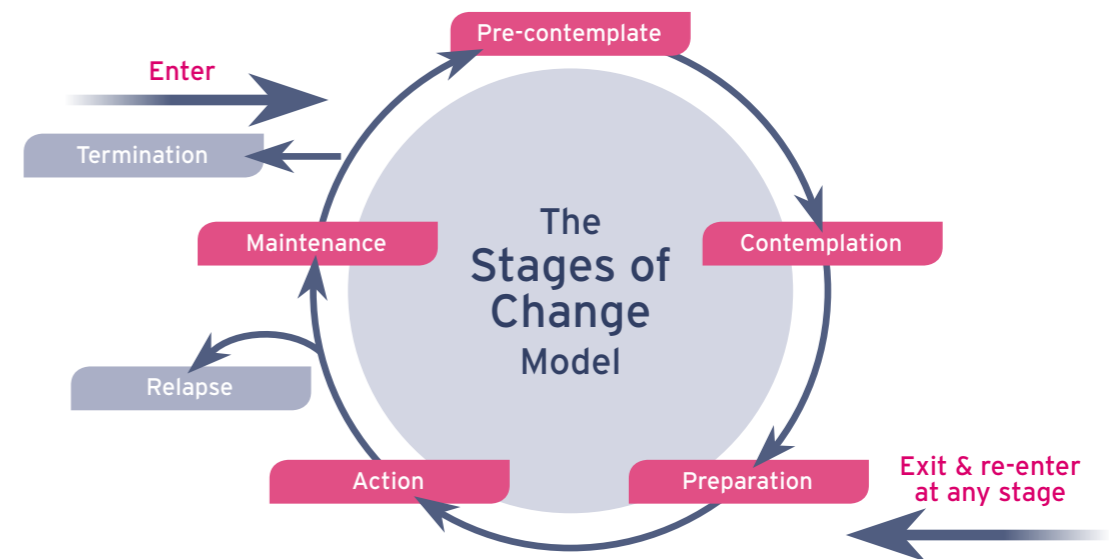 Pre-contemplate
Enter
Termination
Maintenance
The
Stages of
Change
Model
Contemplation
Relapse
Action
Preparation
Exit & re-enter
at any stage